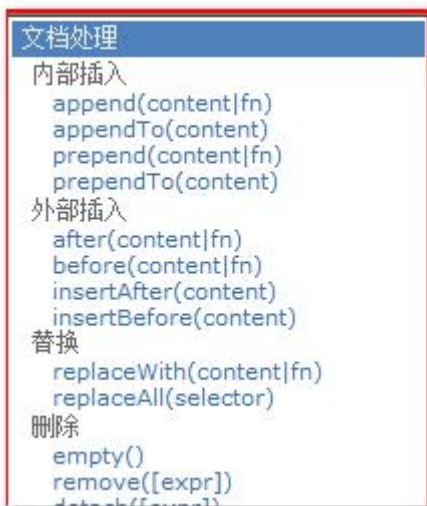 文档处理
内部插入
append(content|fn)
appendTo(content)
prepend(content|fn)
prependTo(content)
外部插入
after(content|fn)
before(content|fn)
insertAfter(content)
insertBefore(content)
替换
replaceWith(content|fn)
replaceAll(selector)
删除
empty()
remove([expr])
detach([expr])